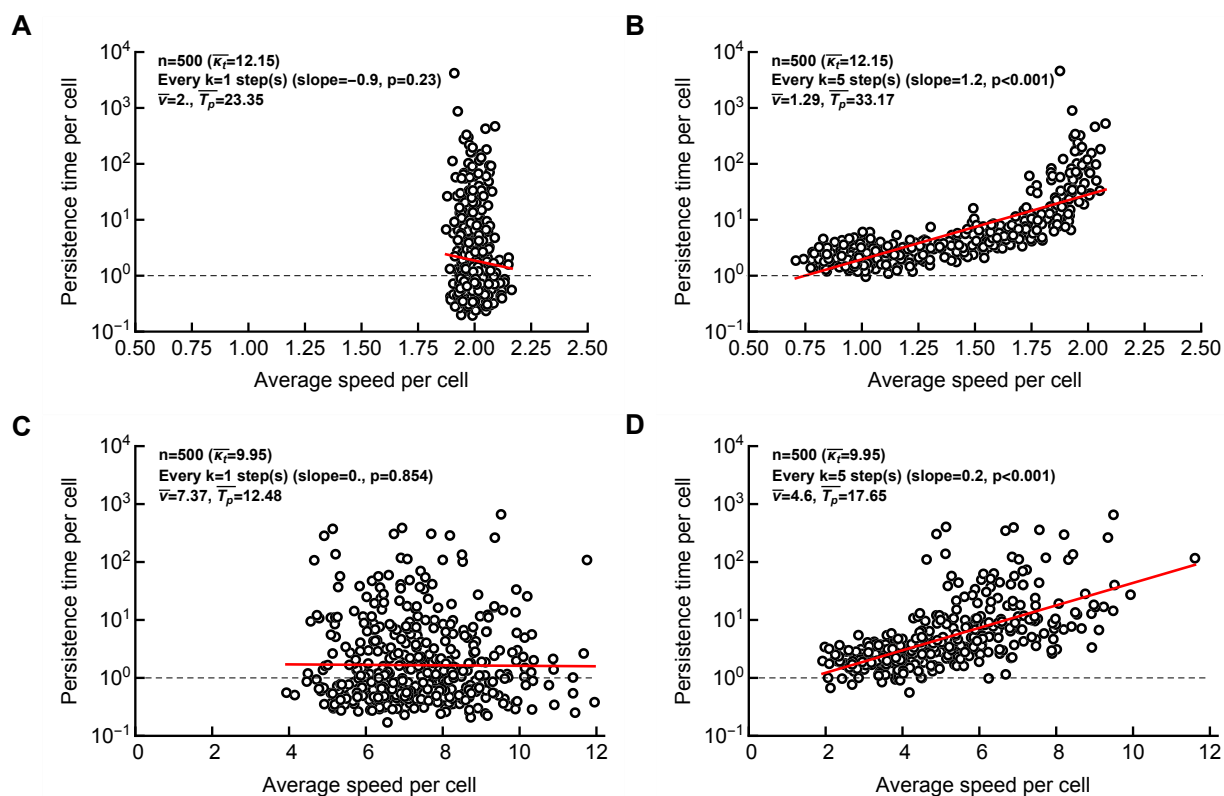 A
n=500 (κt=12.15)
Every k=1 step(s) (slope=−0.9, p=0.23)
v=2., Tp=23.35
Persistence time per cell
10⁴
10³
10²
10¹
10⁰
10⁻¹
0.50 0.75 1.00 1.25 1.50 1.75 2.00 2.25 2.50
Average speed per cell
B
n=500 (κt=12.15)
Every k=5 step(s) (slope=1.2, p<0.001)
v=1.29, Tp=33.17
Persistence time per cell
10⁴
10³
10²
10¹
10⁰
10⁻¹
0.50 0.75 1.00 1.25 1.50 1.75 2.00 2.25 2.50
Average speed per cell
C
n=500 (κt=9.95)
Every k=1 step(s) (slope=0., p=0.854)
v=7.37, Tp=12.48
Persistence time per cell
10⁴
10³
10²
10¹
10⁰
10⁻¹
0 2 4 6 8 10 12
Average speed per cell
D
n=500 (κt=9.95)
Every k=5 step(s) (slope=0.2, p<0.001)
v=4.6, Tp=17.65
Persistence time per cell
10⁴
10³
10²
10¹
10⁰
10⁻¹
0 2 4 6 8 10 12
Average speed per cell